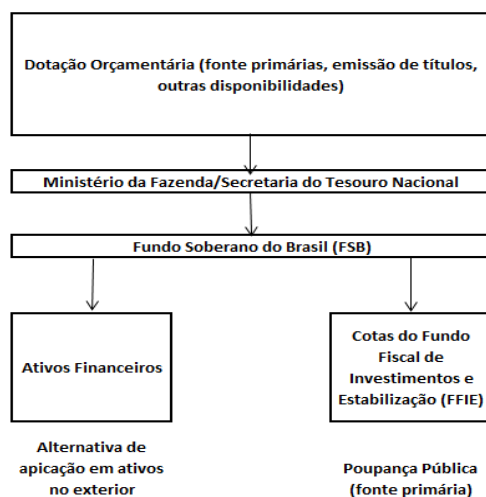 Dotação Orçamentária (fonte primárias, emissão de títulos,
outras disponibilidades)
Ministério da Fazenda/Secretaria do Tesouro Nacional
Fundo Soberano do Brasil (FSB)
Ativos Financeiros
Cotas do Fundo
Fiscal de
Investimentos e
Estabilização (FFIE)
Alternativa de
apicação em ativos
no exterior
Poupança Pública
(fonte primária)